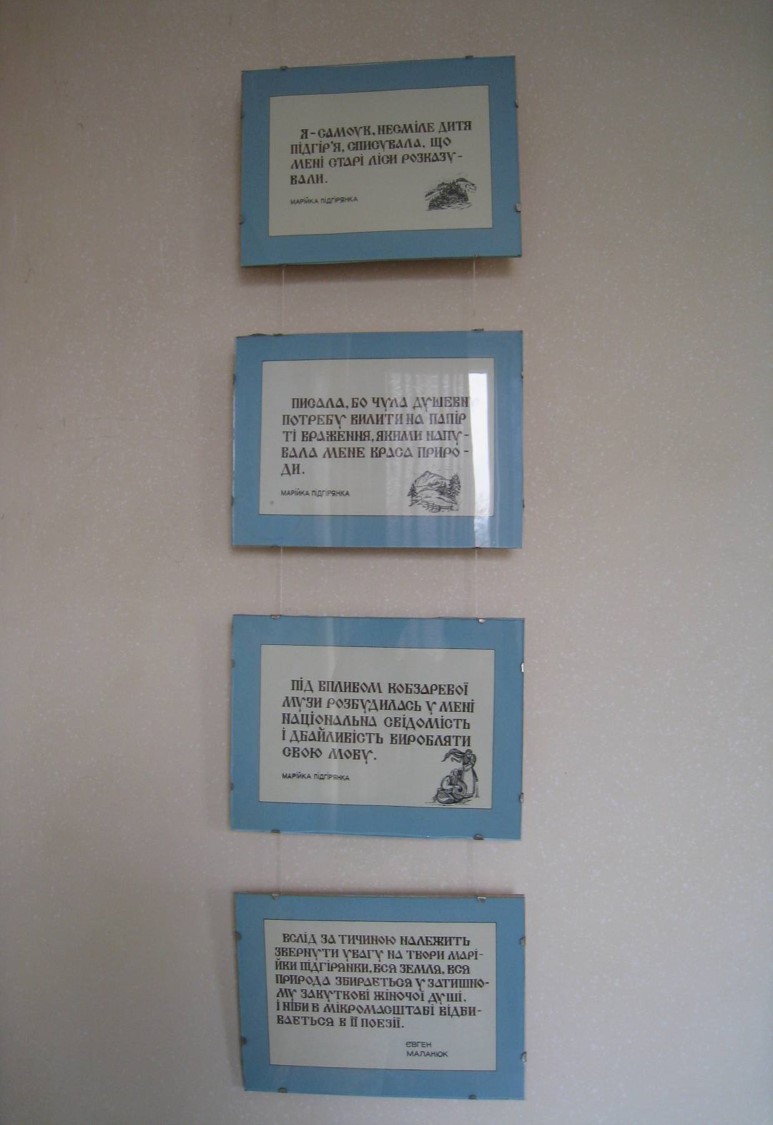 Я - САМОУК, НЕСМІЛЕ ДИТЯ
ПІДГІР'Я, СПИСУВАЛА, ЩО
МЕНІ СТАРІ ЛІСИ РОЗКАЗУ-
ВАЛИ.
МАРІЙКА ПІДГІРЯНКА
ПИСАЛА, БО ЧУЛА ДУШЕВН
ПОТРЕБУ ВИЛИТИ НА ПАПІР
ТІ ВРАЖЕННЯ, ЯКИМИ НАПУ-
ВАЛА МЕНЕ КРАСА ПРИРО-
ДИ.
МАРІЙКА ПІДГІРЯНКА
ПІД ВПЛИВОМ КОБЗАРЕВОЇ
МУЗИ РОЗБУДИЛАСЬ У МЕНІ
НАЦІОНАЛЬНА СВІДОМІСТЬ
І ДБАЙЛИВІСТЬ ВИРОБЛЯТИ
СВОЮ МОВУ.
МАРІЙКА ПІДГІРЯНКА
ВСЛІД ЗА ТИЧИНОЮ НАЛЕЖИТЬ
ЗВЕРНУТИ УВАГУ НА ТВОРИ МАРІ-
ЙКИ ПІДГІРЯНКИ. ВСЯ ЗЕМЛЯ, ВСЯ
ПРИРОДА ЗБИРАЄТЬСЯ У ЗАТИШНО-
МУ ЗАКУТКОВІ ЖІНОЧОЇ ДУШІ.
І НІБИ В МІКРОМАСШТАБІ ВІДБИ-
ВАЄТЬСЯ В ЇЇ ПОЕЗІЇ.
ЄВГЕН
МАЛАНЮК